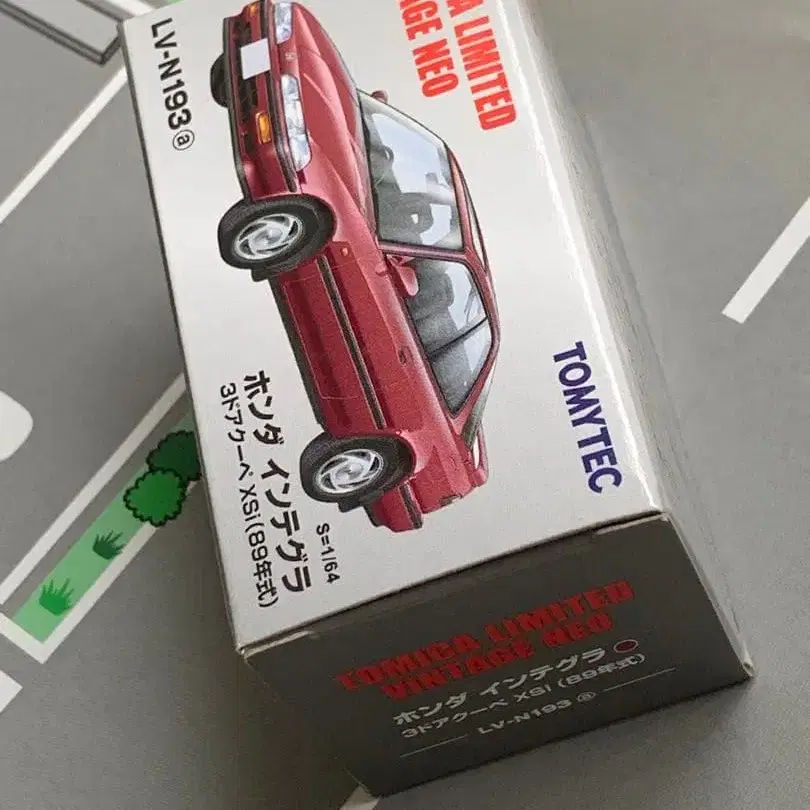 LV-N193ⓐ
A LIMITED
AGE NEO
TOMYTEC
ホンダ インテグラ
3ドアクーペ XSi(89年式)
S=1/64
TOMICA LIMITED
VINTAGE NEO
ホンダ インテグラ
3ドアクーペ XSi (89年式)
LV-N193 ⓐ